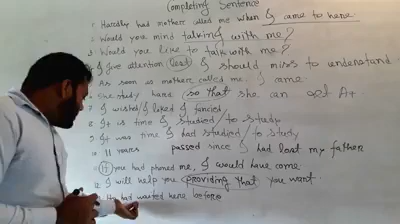 Completing Sentence
1. Hardly had mother called me when I came to here
2. Would you mind talking with me?
3. Would you like to talk with me?
4. I give attention lest I should miss to understand
5. As soon as mother called me I came
6. study hard so that she can get A+
7. I wished / I liked I fancied
8. It is time I studied / to study
9. It was time I had studied / to study
10. 11 years passed since I had lost my father
11. If you had phoned me, I would have come
12. I will help you providing that you want
He had waited here before